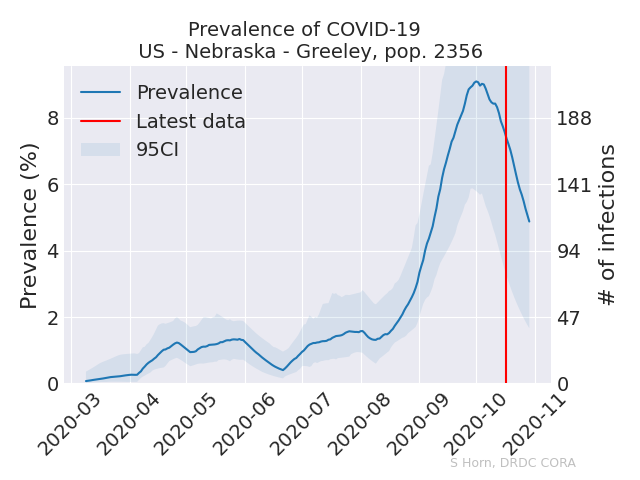 Prevalence of COVID-19
US - Nebraska - Greeley, pop. 2356
Prevalence
Latest data
95CI
Prevalence (%)
8
6
4
2
0
188
141
94
47
0
# of infections
2020-03
2020-04
2020-05
2020-06
2020-07
2020-08
2020-09
2020-10
2020-11
S Horn, DRDC CORA